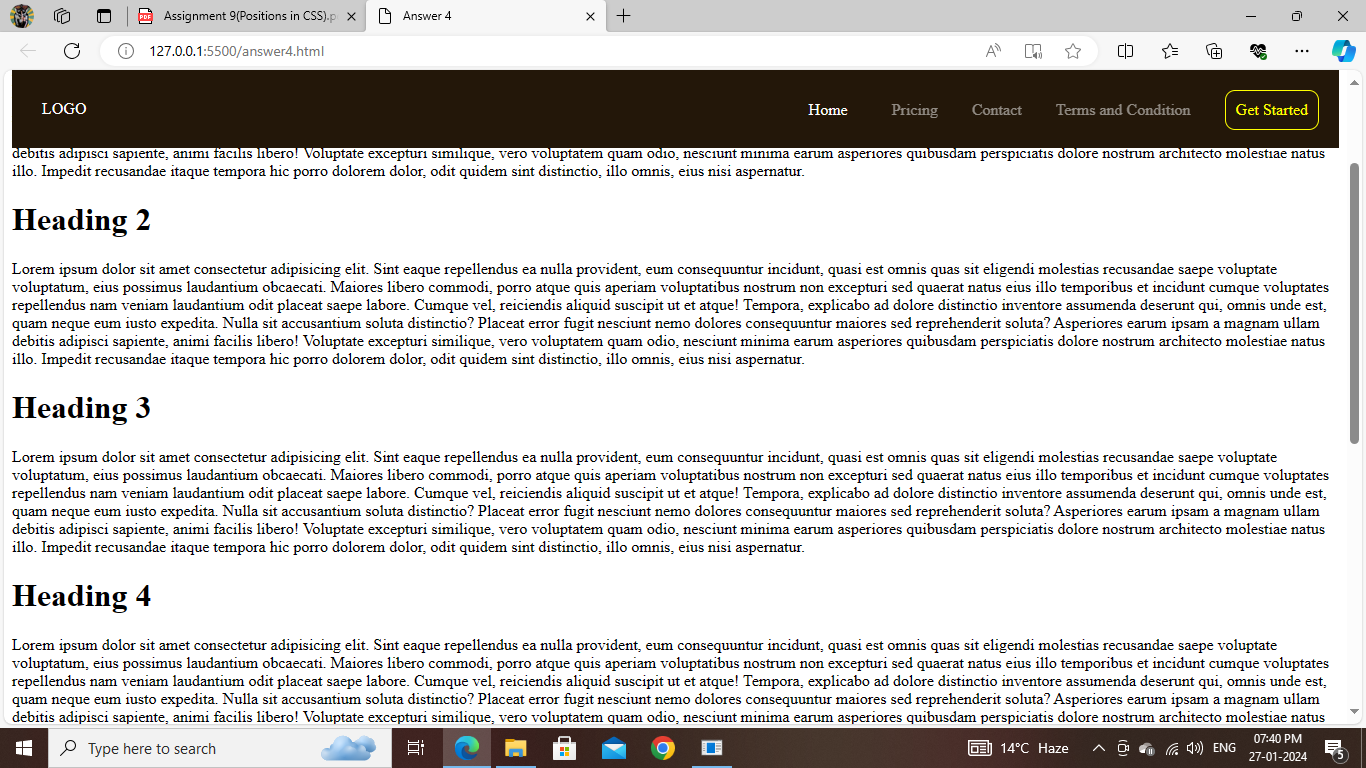 Assignment 9(Positions in CSS).p
Answer 4
127.0.0.1:5500/answer4.html
LOGO
Home Pricing Contact Terms and Condition Get Started
debitis adipisci sapiente, animi facilis libero! Voluptate excepturi similique, vero voluptatem quam odio, nesciunt minima earum asperiores quibusdam perspiciatis dolore nostrum architecto molestiae natus
illo. Impedit recusandae itaque tempora hic porro dolorem dolor, odit quidem sint distinctio, illo omnis, eius nisi aspernatur.
Heading 2
Lorem ipsum dolor sit amet consectetur adipisicing elit. Sint eaque repellendus ea nulla provident, eum consequuntur incidunt, quasi est omnis quas sit eligendi molestias recusandae saepe voluptate
voluptatum, eius possimus laudantium obcaecati. Maiores libero commodi, porro atque quis aperiam voluptatibus nostrum non excepturi sed quaerat natus eius illo temporibus et incidunt cumque voluptates
repellendus nam veniam laudantium odit placeat saepe labore. Cumque vel, reiciendis aliquid suscipit ut et atque! Tempora, explicabo ad dolore distinctio inventore assumenda deserunt qui, omnis unde est,
quam neque eum iusto expedita. Nulla sit accusantium soluta distinctio? Placeat error fugit nesciunt nemo dolores consequuntur maiores sed reprehenderit soluta? Asperiores earum ipsam a magnam ullam
debitis adipisci sapiente, animi facilis libero! Voluptate excepturi similique, vero voluptatem quam odio, nesciunt minima earum asperiores quibusdam perspiciatis dolore nostrum architecto molestiae natus
illo. Impedit recusandae itaque tempora hic porro dolorem dolor, odit quidem sint distinctio, illo omnis, eius nisi aspernatur.
Heading 3
Lorem ipsum dolor sit amet consectetur adipisicing elit. Sint eaque repellendus ea nulla provident, eum consequuntur incidunt, quasi est omnis quas sit eligendi molestias recusandae saepe voluptate
voluptatum, eius possimus laudantium obcaecati. Maiores libero commodi, porro atque quis aperiam voluptatibus nostrum non excepturi sed quaerat natus eius illo temporibus et incidunt cumque voluptates
repellendus nam veniam laudantium odit placeat saepe labore. Cumque vel, reiciendis aliquid suscipit ut et atque! Tempora, explicabo ad dolore distinctio inventore assumenda deserunt qui, omnis unde est,
quam neque eum iusto expedita. Nulla sit accusantium soluta distinctio? Placeat error fugit nesciunt nemo dolores consequuntur maiores sed reprehenderit soluta? Asperiores earum ipsam a magnam ullam
debitis adipisci sapiente, animi facilis libero! Voluptate excepturi similique, vero voluptatem quam odio, nesciunt minima earum asperiores quibusdam perspiciatis dolore nostrum architecto molestiae natus
illo. Impedit recusandae itaque tempora hic porro dolorem dolor, odit quidem sint distinctio, illo omnis, eius nisi aspernatur.
Heading 4
Lorem ipsum dolor sit amet consectetur adipisicing elit. Sint eaque repellendus ea nulla provident, eum consequuntur incidunt, quasi est omnis quas sit eligendi molestias recusandae saepe voluptate
voluptatum, eius possimus laudantium obcaecati. Maiores libero commodi, porro atque quis aperiam voluptatibus nostrum non excepturi sed quaerat natus eius illo temporibus et incidunt cumque voluptates
repellendus nam veniam laudantium odit placeat saepe labore. Cumque vel, reiciendis aliquid suscipit ut et atque! Tempora, explicabo ad dolore distinctio inventore assumenda deserunt qui, omnis unde est,
quam neque eum iusto expedita. Nulla sit accusantium soluta distinctio? Placeat error fugit nesciunt nemo dolores consequuntur maiores sed reprehenderit soluta? Asperiores earum ipsam a magnam ullam
debitis adipisci sapiente, animi facilis libero! Voluptate excepturi similique, vero voluptatem quam odio, nesciunt minima earum asperiores quibusdam perspiciatis dolore nostrum architecto molestiae natus
Type here to search
14°C Haze
ENG
07:40 PM
27-01-2024
5